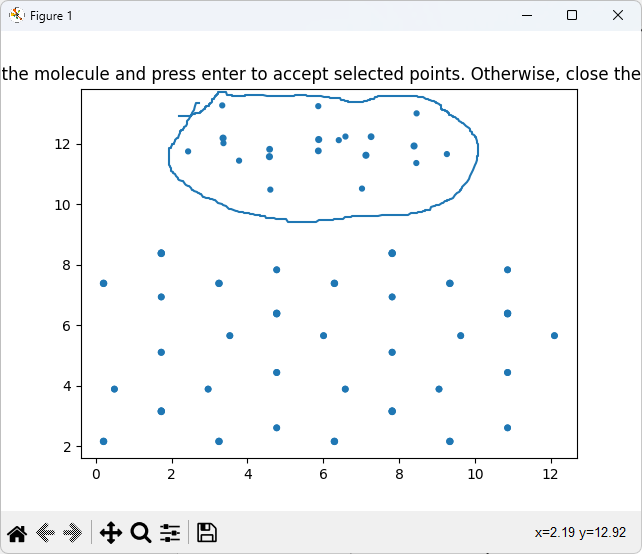 Figure 1
the molecule and press enter to accept selected points. Otherwise, close the
12
10
8
6
4
2
0 2 4 6 8 10 12
x=2.19 y=12.92